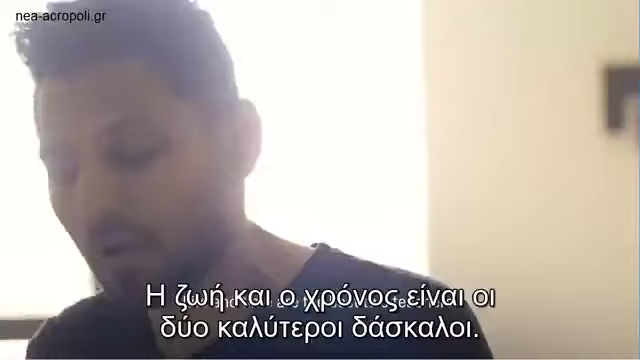 nea-acropoli.gr
Η ζωή και ο χρόνος είναι οι
δύο καλύτεροι δάσκαλοι.